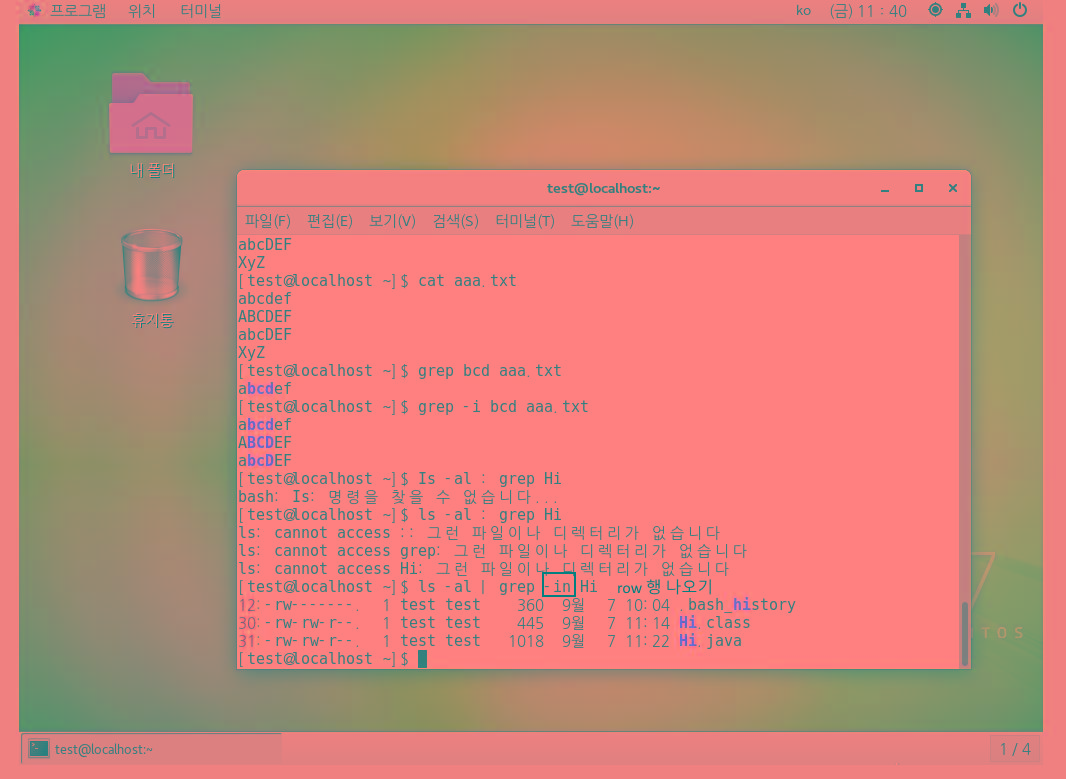 프로그램 위치 터미널 ko (금) 11 : 40
내 폴더
휴지통
test@localhost:~
파일(F) 편집(E) 보기(V) 검색(S) 터미널(T) 도움말(H)
abcDEF
XyZ
[test@localhost ~]$ cat aaa.txt
abcdef
ABCDEF
abcDEF
XyZ
[test@localhost ~]$ grep bcd aaa.txt
abcdef
[test@localhost ~]$ grep -i bcd aaa.txt
abcdef
ABCDEF
abcDEF
[test@localhost ~]$ Is -al : grep Hi
bash: Is: 명령을 찾을 수 없습니다...
[test@localhost ~]$ ls -al : grep Hi
ls: cannot access :: 그런 파일이나 디렉터리가 없습니다
ls: cannot access grep: 그런 파일이나 디렉터리가 없습니다
ls: cannot access Hi: 그런 파일이나 디렉터리가 없습니다
[test@localhost ~]$ ls -al | grep -in Hi row 행 나오기
12:-rw-------. 1 test test 360 9월 7 10:04 .bash_history
30:-rw-rw-r--. 1 test test 445 9월 7 11:14 Hi.class
31:-rw-rw-r--. 1 test test 1018 9월 7 11:22 Hi.java
[test@localhost ~]$
7
TOS
test@localhost:~
1 / 4